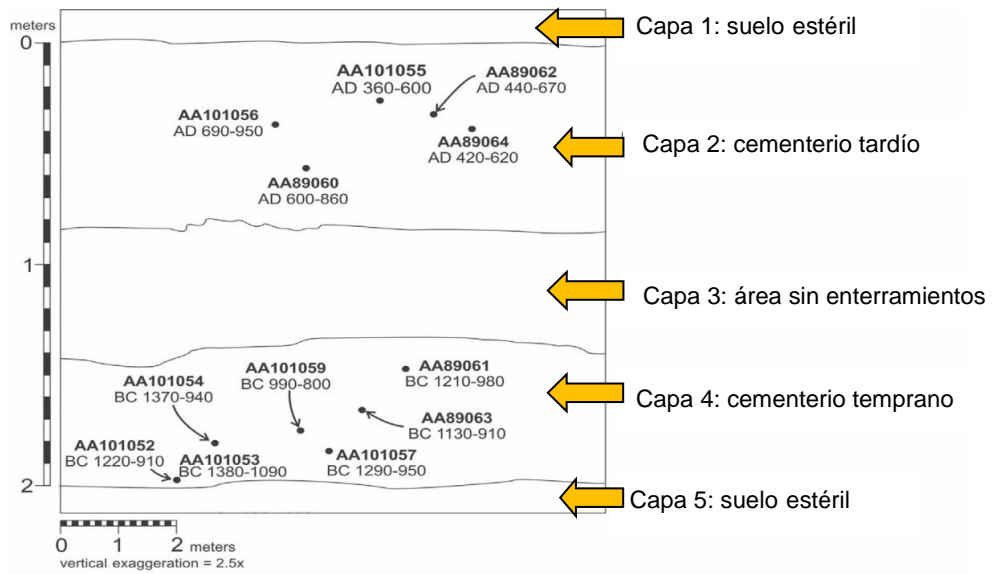 meters
0
1
2
AA101055
AD 360-600
AA89062
AD 440-670
AA101056
AD 690-950
AA89064
AD 420-620
AA89060
AD 600-860
AA101054
BC 1370-940
AA101059
BC 990-800
AA89061
BC 1210-980
AA89063
BC 1130-910
AA101052
BC 1220-910
AA101053
BC 1380-1090
AA101057
BC 1290-950
0 1 2 meters
vertical exaggeration = 2.5x
Capa 1: suelo estéril
Capa 2: cementerio tardío
Capa 3: área sin enterramientos
Capa 4: cementerio temprano
Capa 5: suelo estéril